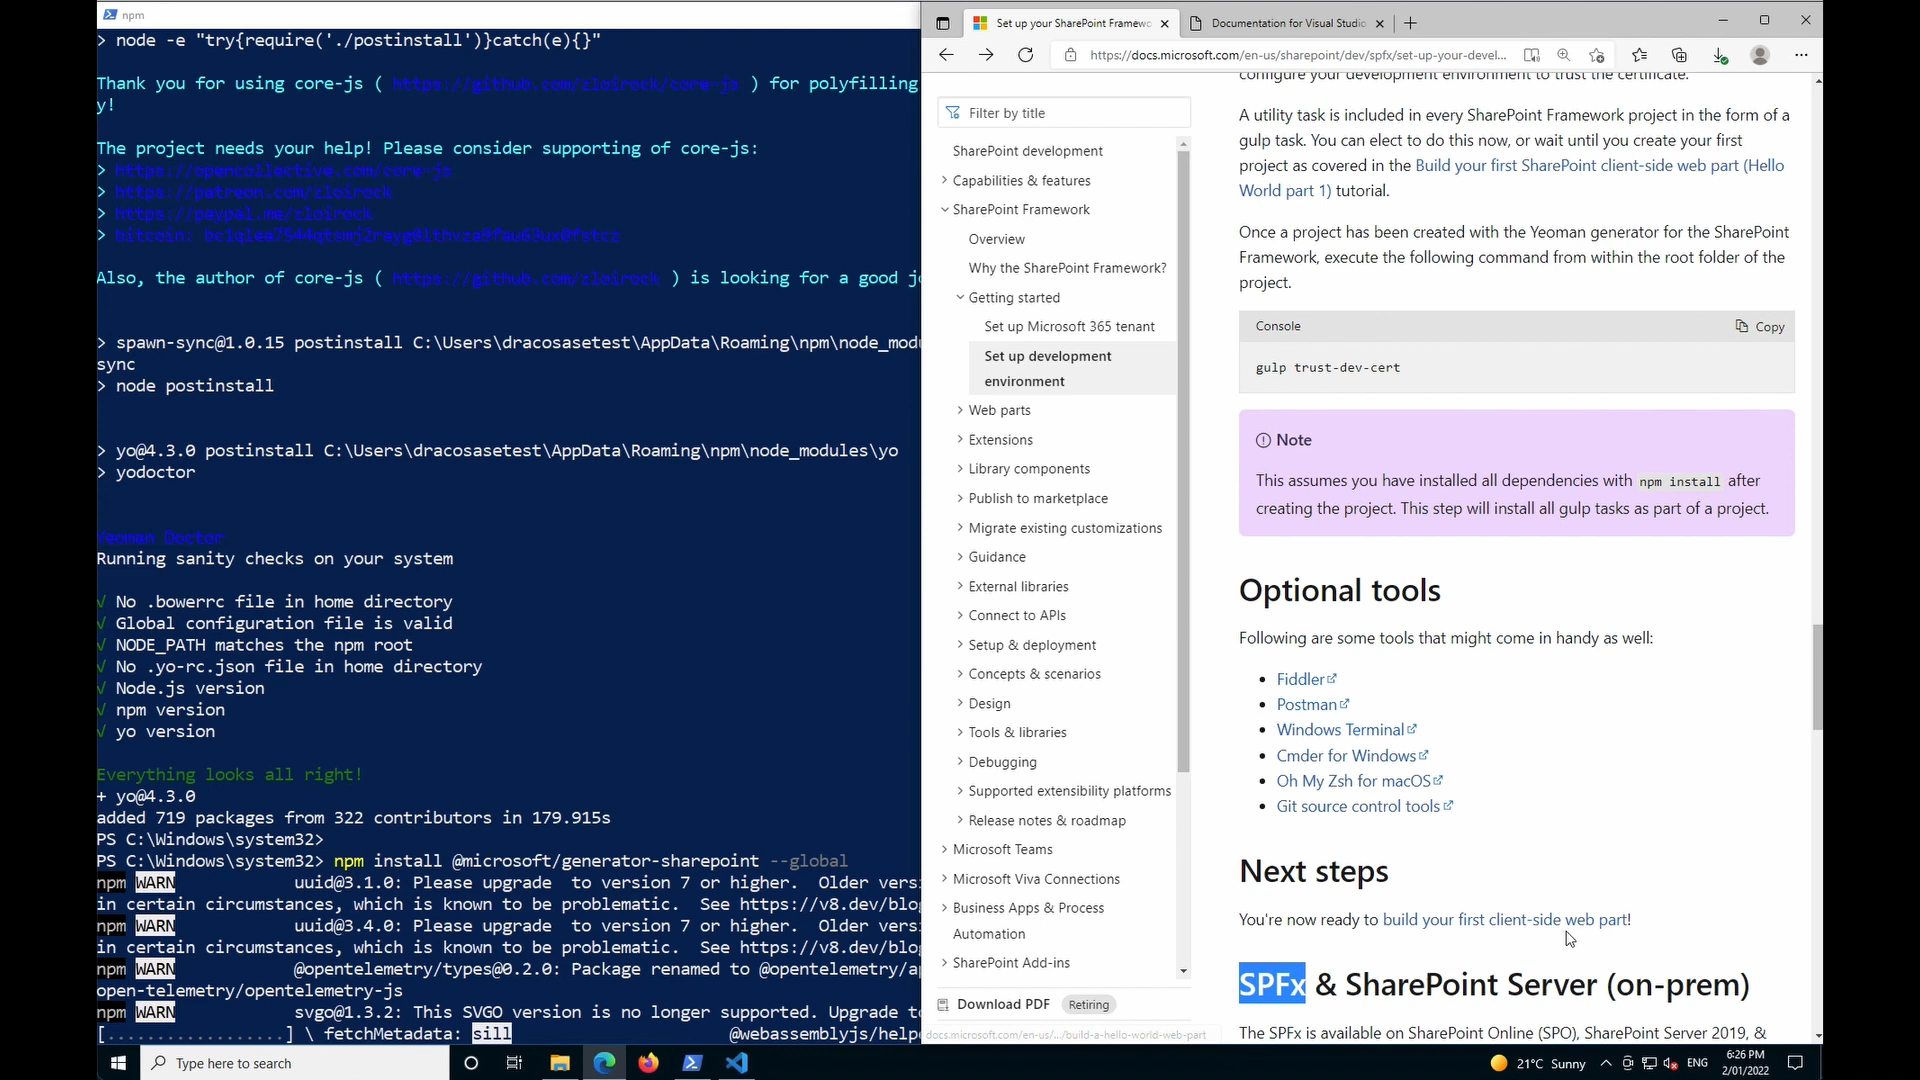 npm
> node -e "try{require('./postinstall')}catch(e){}"
Thank you for using core-js ( https://github.com/zloirock/core-js ) for polyfilling
y!
The project needs your help! Please consider supporting of core-js:
> https://opencollective.com/core-js
> https://patreon.com/zloirock
> https://paypal.me/zloirock
> bitcoin:
Also, the author of core-js ( https://github.com/zloirock ) is looking for a good
> spawn-sync@1.0.15 postinstall C:\Users\dracosasetest\AppData\Roaming\npm\node_mod
sync
> node postinstall
> yo@4.3.0 postinstall C:\Users\dracosasetest\AppData\Roaming\npm\node_modules\yo
> yodoctor
Yeoman Doctor
Running sanity checks on your system
√ No .bowerrc file in home directory
√ Global configuration file is valid
√ NODE_PATH matches the npm root
√ No .yo-rc.json file in home directory
√ Node.js version
√ npm version
√ yo version
Everything looks all right!
+ yo@4.3.0
added 719 packages from 322 contributors in 179.915s
PS C:\Windows\system32>
PS C:\Windows\system32> npm install @microsoft/generator-sharepoint --global
npm WARN uuid@3.1.0: Please upgrade to version 7 or higher. Older versi
in certain circumstances, which is known to be problematic. See https://v8.dev/blo
npm WARN uuid@3.4.0: Please upgrade to version 7 or higher. Older versi
in certain circumstances, which is known to be problematic. See https://v8.dev/blo
npm WARN @opentelemetry/types@0.2.0: Package renamed to @opentelemetry/a
open-telemetry/opentelemetry-js
npm WARN svgo@1.3.2: This SVGO version is no longer supported. Upgrade to
[..................] \ fetchMetadata: sill @webassemblyjs/helpe
Set up your SharePoint Framewo
Documentation for Visual Studio
https://docs.microsoft.com/en-us/sharepoint/dev/spfx/set-up-your-devel...
Filter by title
SharePoint development
Capabilities & features
SharePoint Framework
Overview
Why the SharePoint Framework?
Getting started
Set up Microsoft 365 tenant
Set up development
environment
Web parts
Extensions
Library components
Publish to marketplace
Migrate existing customizations
Guidance
External libraries
Connect to APIs
Setup & deployment
Concepts & scenarios
Design
Tools & libraries
Debugging
Supported extensibility platforms
Release notes & roadmap
Microsoft Teams
Microsoft Viva Connections
Business Apps & Process
Automation
SharePoint Add-ins
Download PDF Retiring
docs.microsoft.com/en-us/.../build-a-hello-world-web-part
configure your development environment to trust the certificate.
A utility task is included in every SharePoint Framework project in the form of a
gulp task. You can elect to do this now, or wait until you create your first
project as covered in the Build your first SharePoint client-side web part (Hello
World part 1) tutorial.
Once a project has been created with the Yeoman generator for the SharePoint
Framework, execute the following command from within the root folder of the
project.
Console
Copy
gulp trust-dev-cert
Note
This assumes you have installed all dependencies with npm install after
creating the project. This step will install all gulp tasks as part of a project.
Optional tools
Following are some tools that might come in handy as well:
• Fiddler
• Postman
• Windows Terminal
• Cmder for Windows
• Oh My Zsh for macOS
• Git source control tools
Next steps
You're now ready to build your first client-side web part!
SPFx & SharePoint Server (on-prem)
The SPFx is available on SharePoint Online (SPO), SharePoint Server 2019, &
Type here to search
21°C Sunny
ENG
6:26 PM
2/01/2022